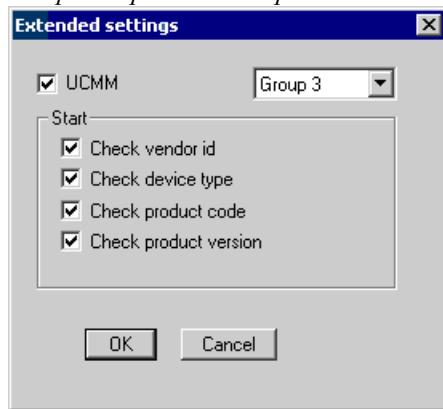 Extended settings
UCMM
Group 3
Start
Check vendor id
Check device type
Check product code
Check product version
OK
Cancel